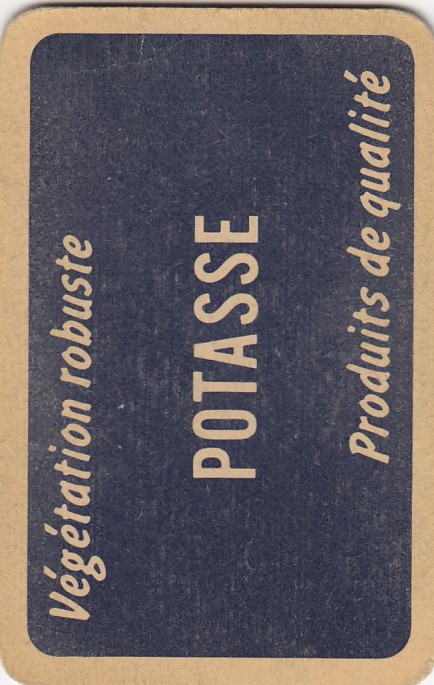 Végétation robuste
POTASSE
Produits de qualité